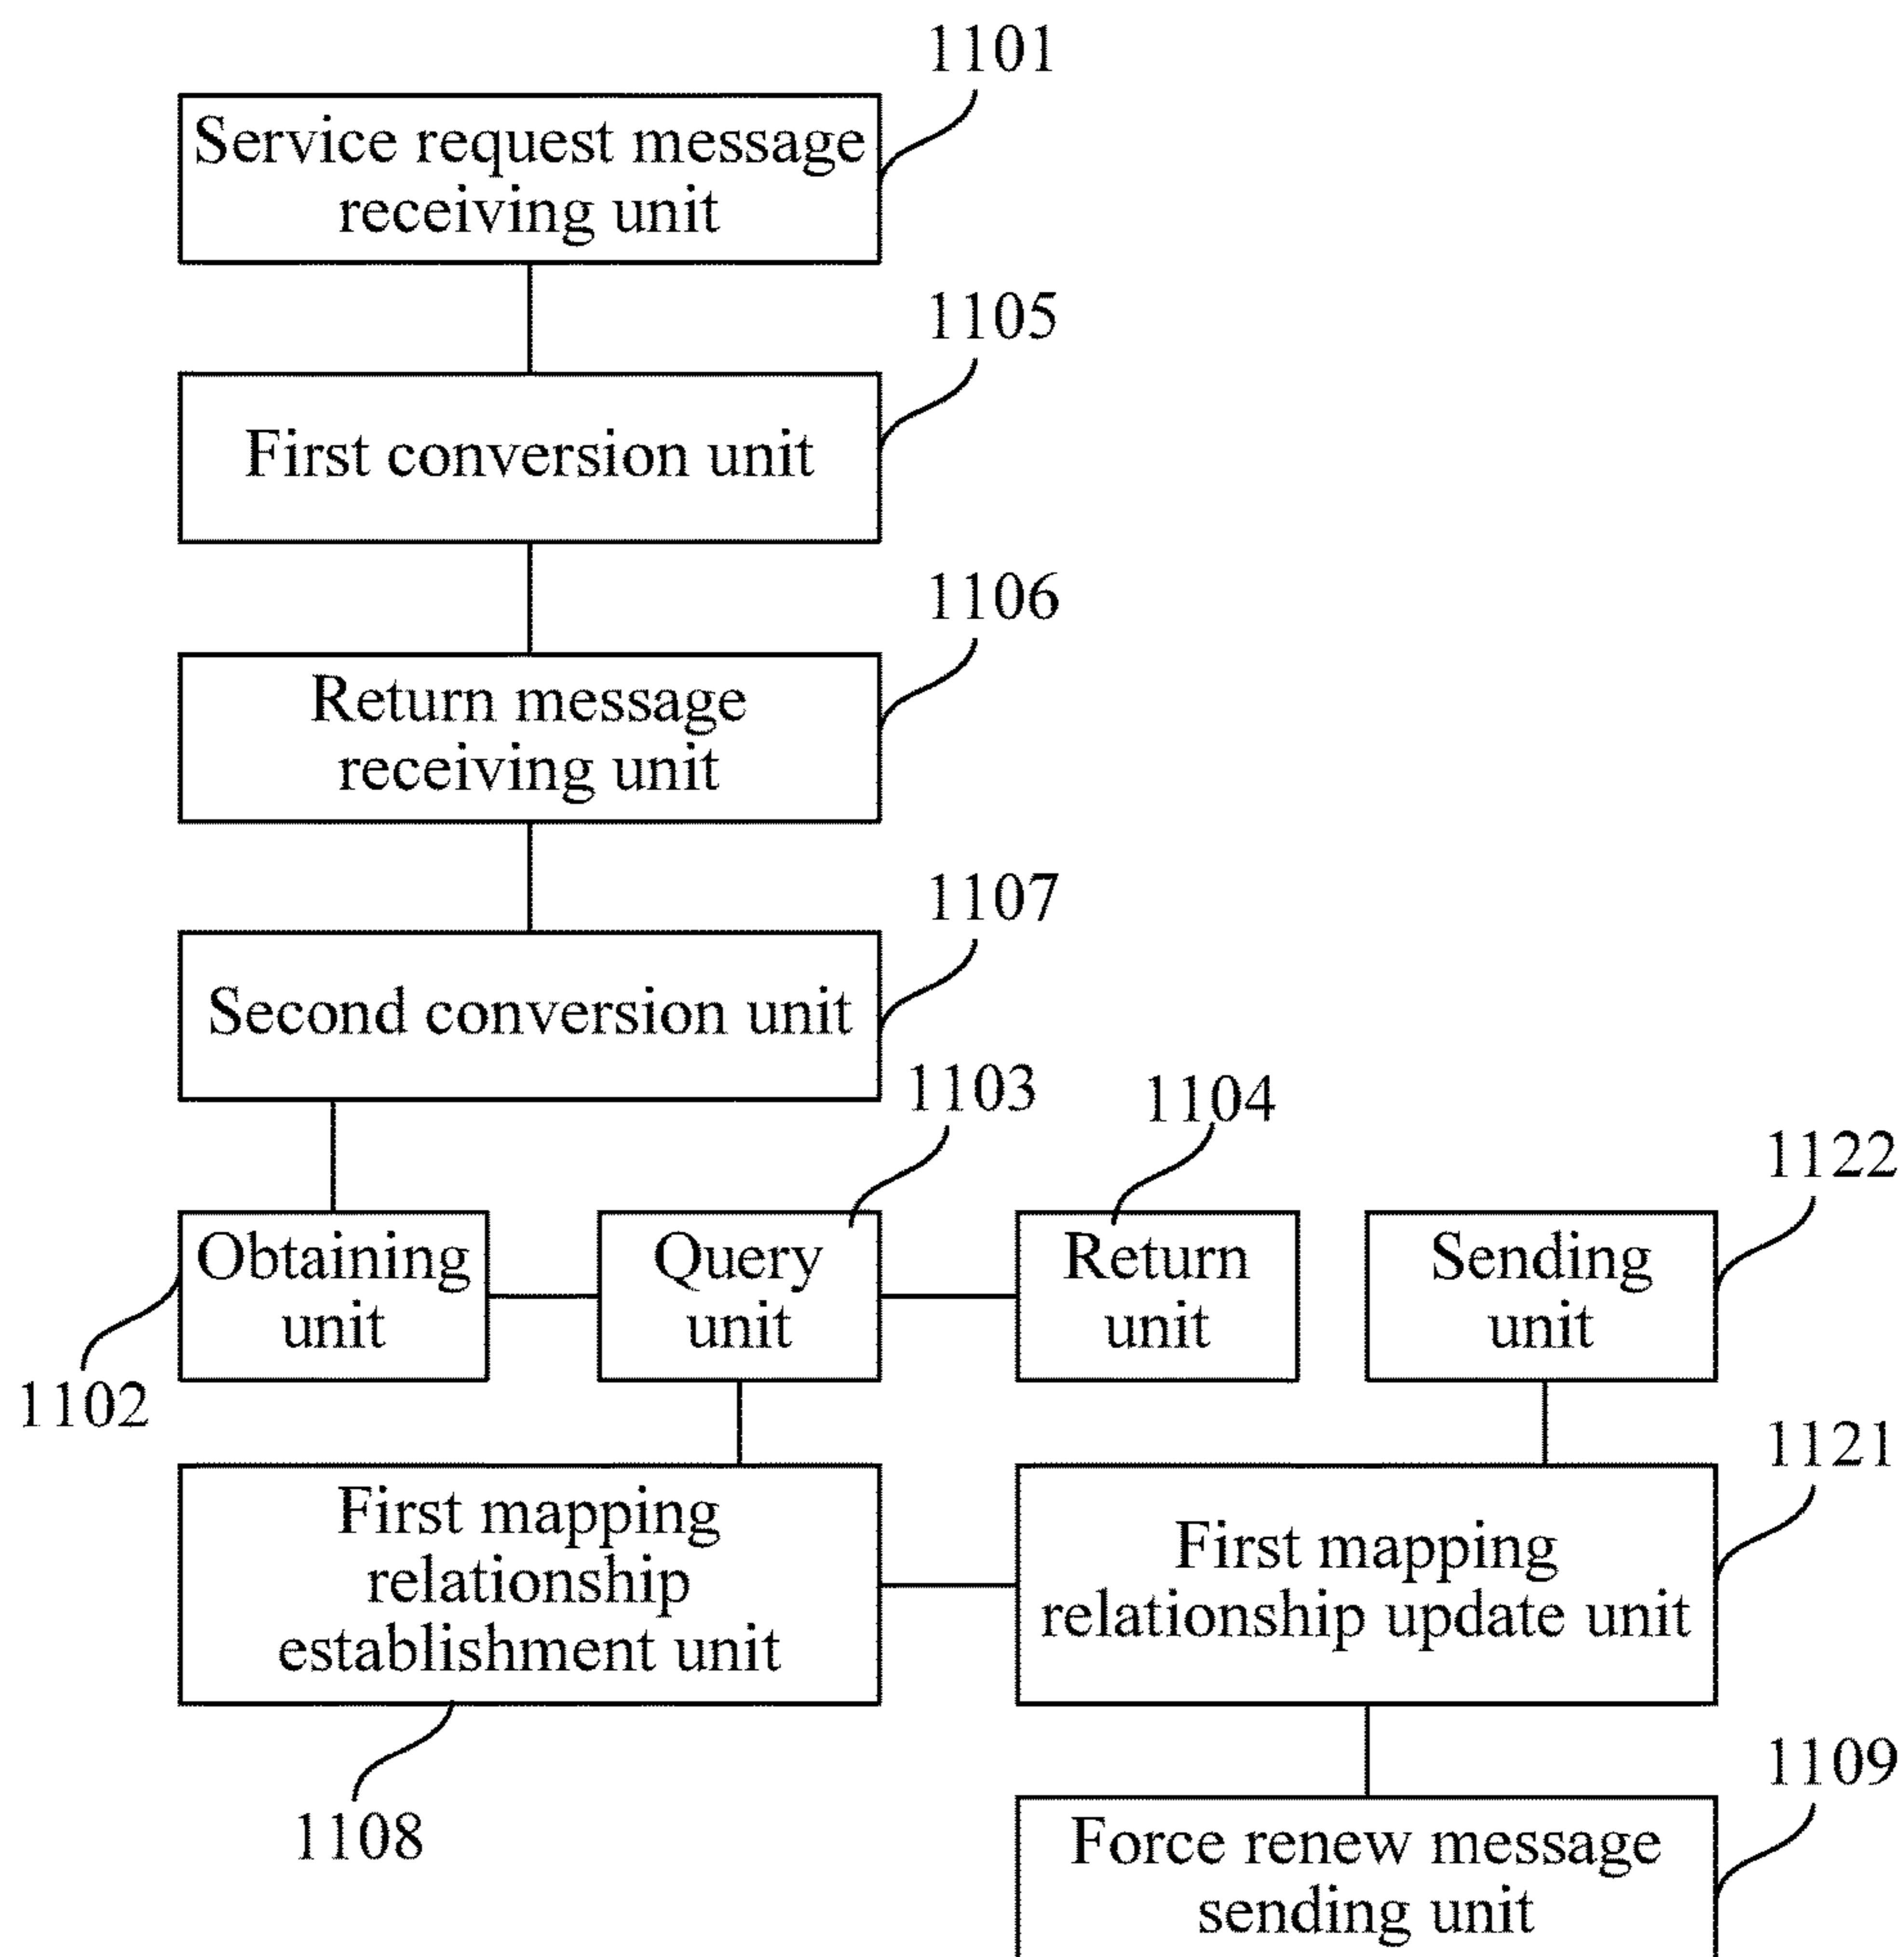 1101
Service request message
receiving unit
1105
First conversion unit
1106
Return message
receiving unit
1107
Second conversion unit
1103
1104
1122
Obtaining
unit
Query
unit
Return
unit
Sending
unit
1102
1121
First mapping
relationship
establishment unit
First mapping
relationship update unit
1108
1109
Force renew message
sending unit